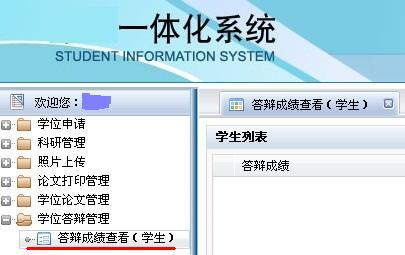 一体化系统
STUDENT INFORMATION SYSTEM
欢迎您：
学位申请
科研管理
照片上传
论文打印管理
学位论文管理
学位答辩管理
答辩成绩查看（学生）
答辩成绩查看（学生）
学生列表
答辩成绩